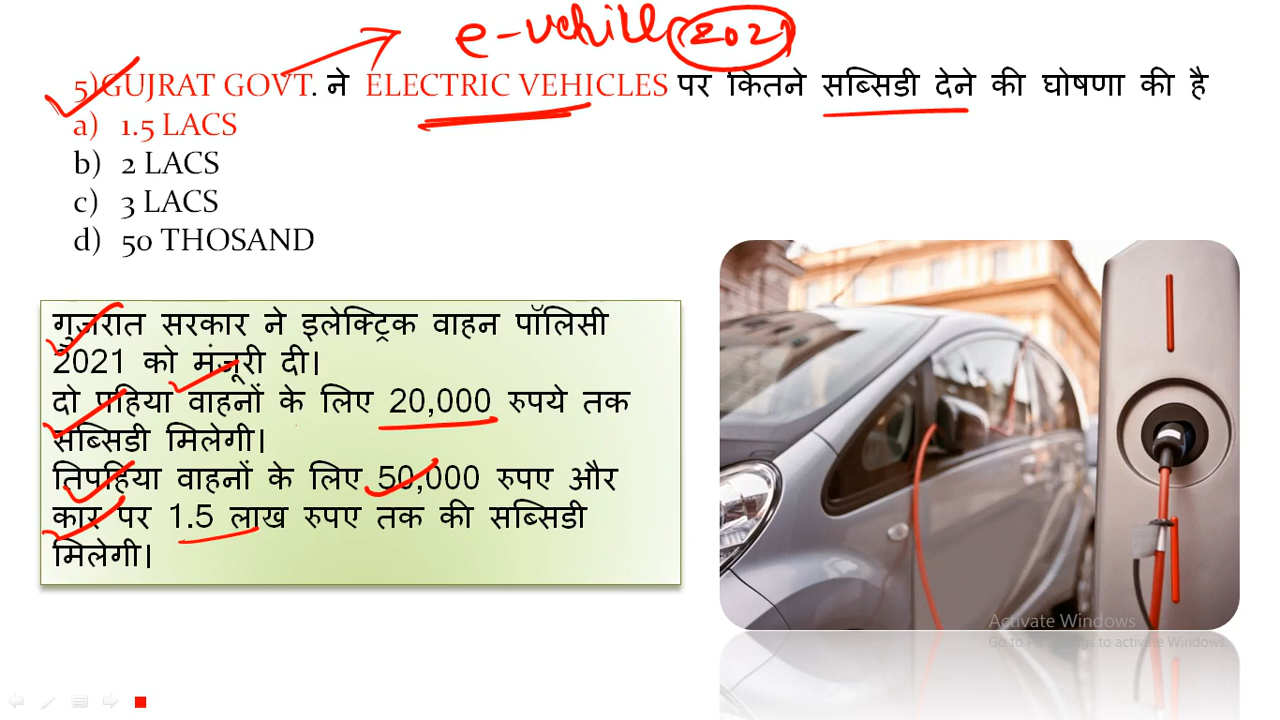 e-vehille (2021)
5)GUJRAT GOVT. ने ELECTRIC VEHICLES पर कितने सब्सिडी देने की घोषणा की है
a) 1.5 LACS
b) 2 LACS
c) 3 LACS
d) 50 THOSAND
गुजरात सरकार ने इलेक्ट्रिक वाहन पॉलिसी
2021 को मंजूरी दी।
दो पहिया वाहनों के लिए 20,000 रुपये तक
सब्सिडी मिलेगी।
तिपहिया वाहनों के लिए 50,000 रुपए और
कार पर 1.5 लाख रुपए तक की सब्सिडी
मिलेगी।
Activate Windows
Go to PC settings to activate Windows.